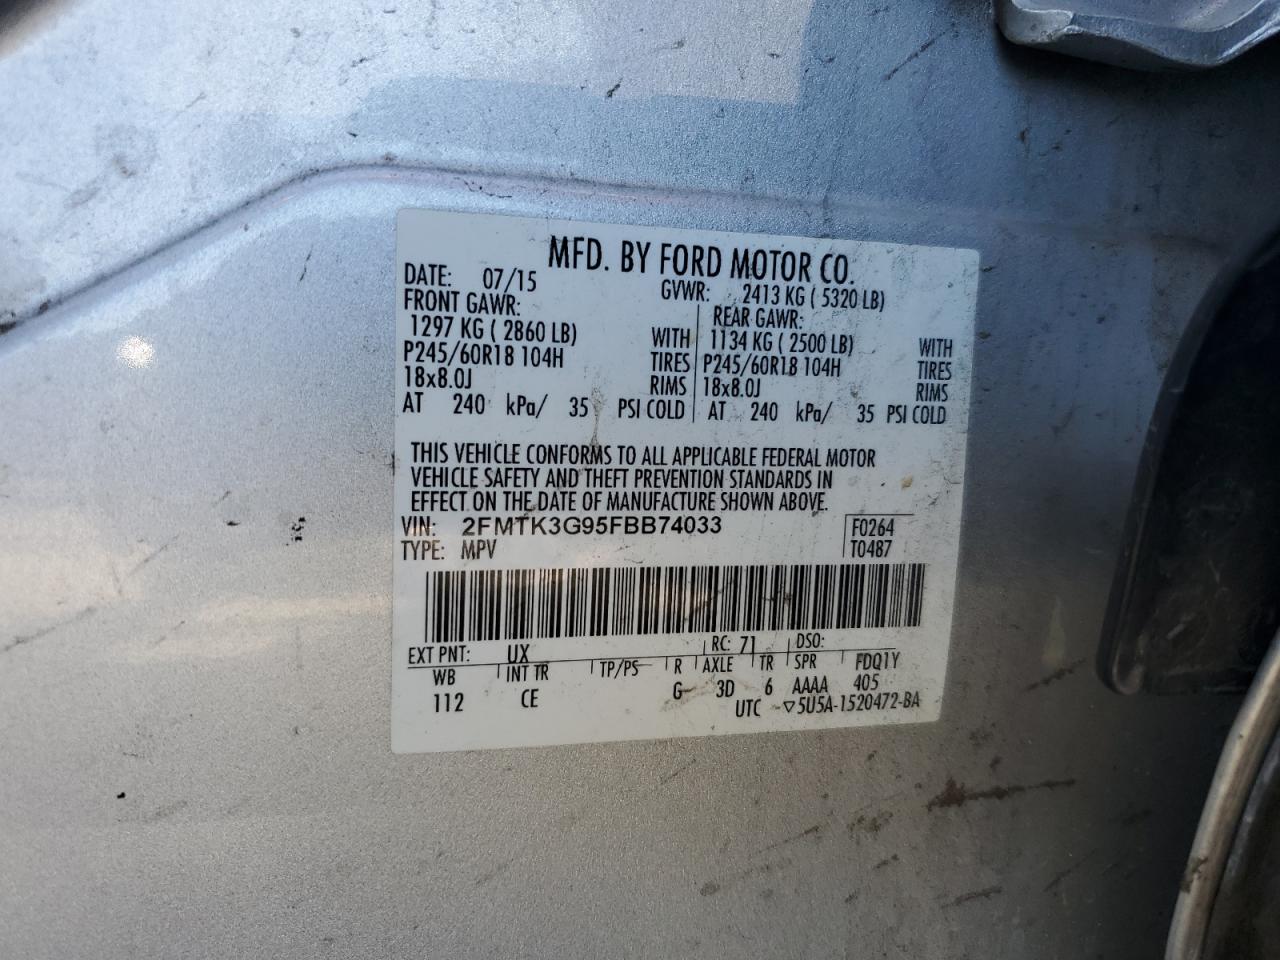 MFD. BY FORD MOTOR CO.
DATE: 07/15 GVWR: 2413 KG ( 5320 LB)
FRONT GAWR: REAR GAWR:
1297 KG ( 2860 LB) WITH 1134 KG ( 2500 LB) WITH
P245/60R18 104H TIRES P245/60R18 104H TIRES
18x8.0J RIMS 18x8.0J RIMS
AT 240 kPa/ 35 PSI COLD AT 240 kPa/ 35 PSI COLD
THIS VEHICLE CONFORMS TO ALL APPLICABLE FEDERAL MOTOR
VEHICLE SAFETY AND THEFT PREVENTION STANDARDS IN
EFFECT ON THE DATE OF MANUFACTURE SHOWN ABOVE.
VIN: 2FMTK3G95FBB74033 F0264
TYPE: MPV T0487
EXT PNT: UX RC: 71 DSO:
WB INT TR TP/PS R AXLE TR SPR FDQ1Y
112 CE G 3D 6 AAAA 405
UTC ▽5U5A-1520472-BA